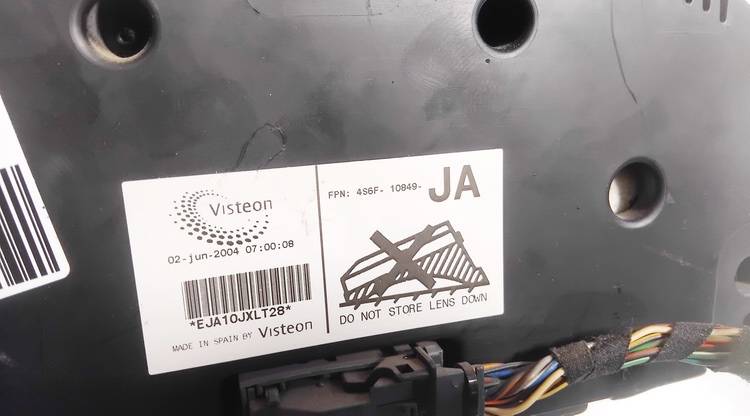 Visteon
02-jun-2004 07:00:08
*EJA10JXLT28*
MADE IN SPAIN BY Visteon
FPN: 4S6F- 10849- JA
DO NOT STORE LENS DOWN